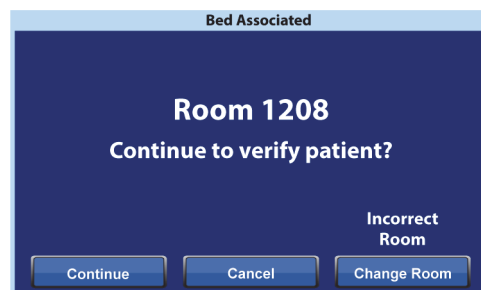 Bed Associated
Room 1208
Continue to verify patient?
Incorrect
Room
Continue
Cancel
Change Room